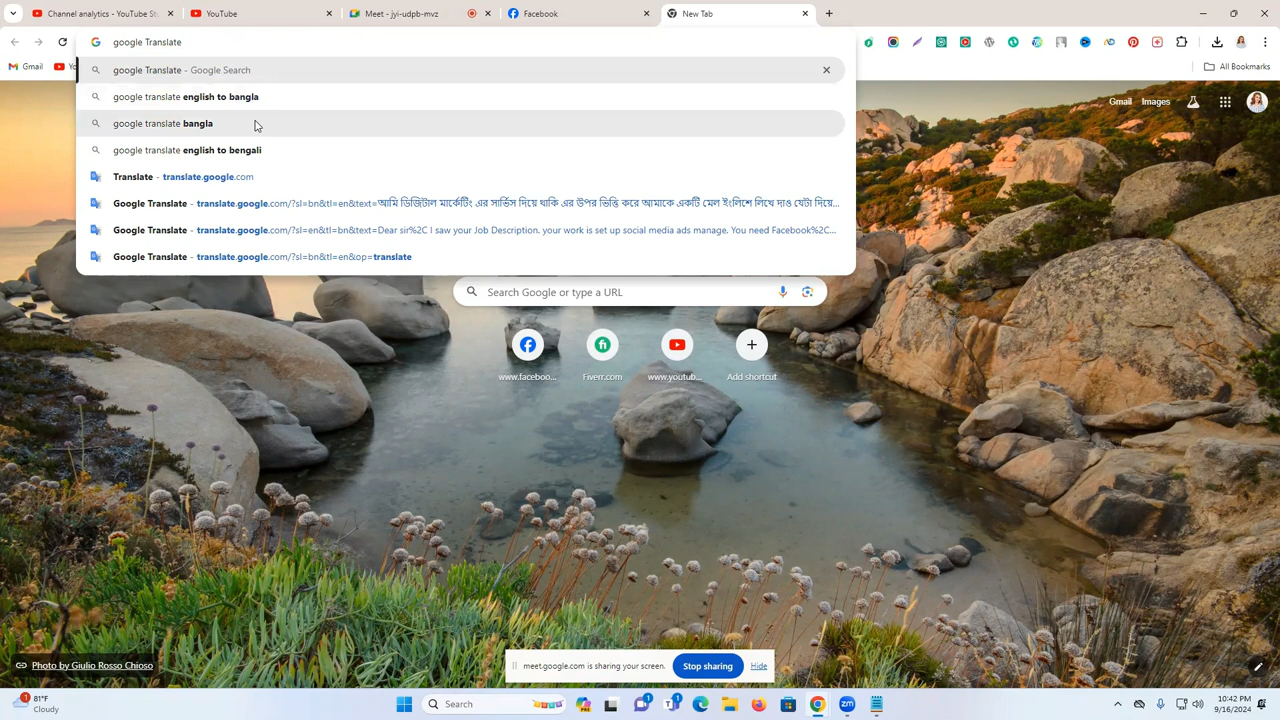 Channel analytics - YouTube St
YouTube
Meet - jyi-udpb-mvz
Facebook
New Tab
google Translate
Gmail
All Bookmarks
google Translate - Google Search
google translate english to bangla
google translate bangla
google translate english to bengali
Translate - translate.google.com
Google Translate - translate.google.com/?sl=bn&tl=en&text=আমি ডিজিটাল মার্কেটিং এর সার্ভিস দিয়ে থাকি এর উপর ভিত্তি করে আমাকে একটি মেল ইংলিশে লিখে দাও যেটা দিয়ে...
Google Translate - translate.google.com/?sl=en&tl=bn&text=Dear sir%2C I saw your Job Description. your work is set up social media ads manage. You need Facebook%2C...
Google Translate - translate.google.com/?sl=bn&tl=en&op=translate
Gmail Images
Search Google or type a URL
www.faceboo... Fiverr.com www.youtub... Add shortcut
Photo by Giulio Rosso Chioso
meet.google.com is sharing your screen. Stop sharing Hide
1 81°F
Cloudy
Search
1
1
10:42 PM
9/16/2024